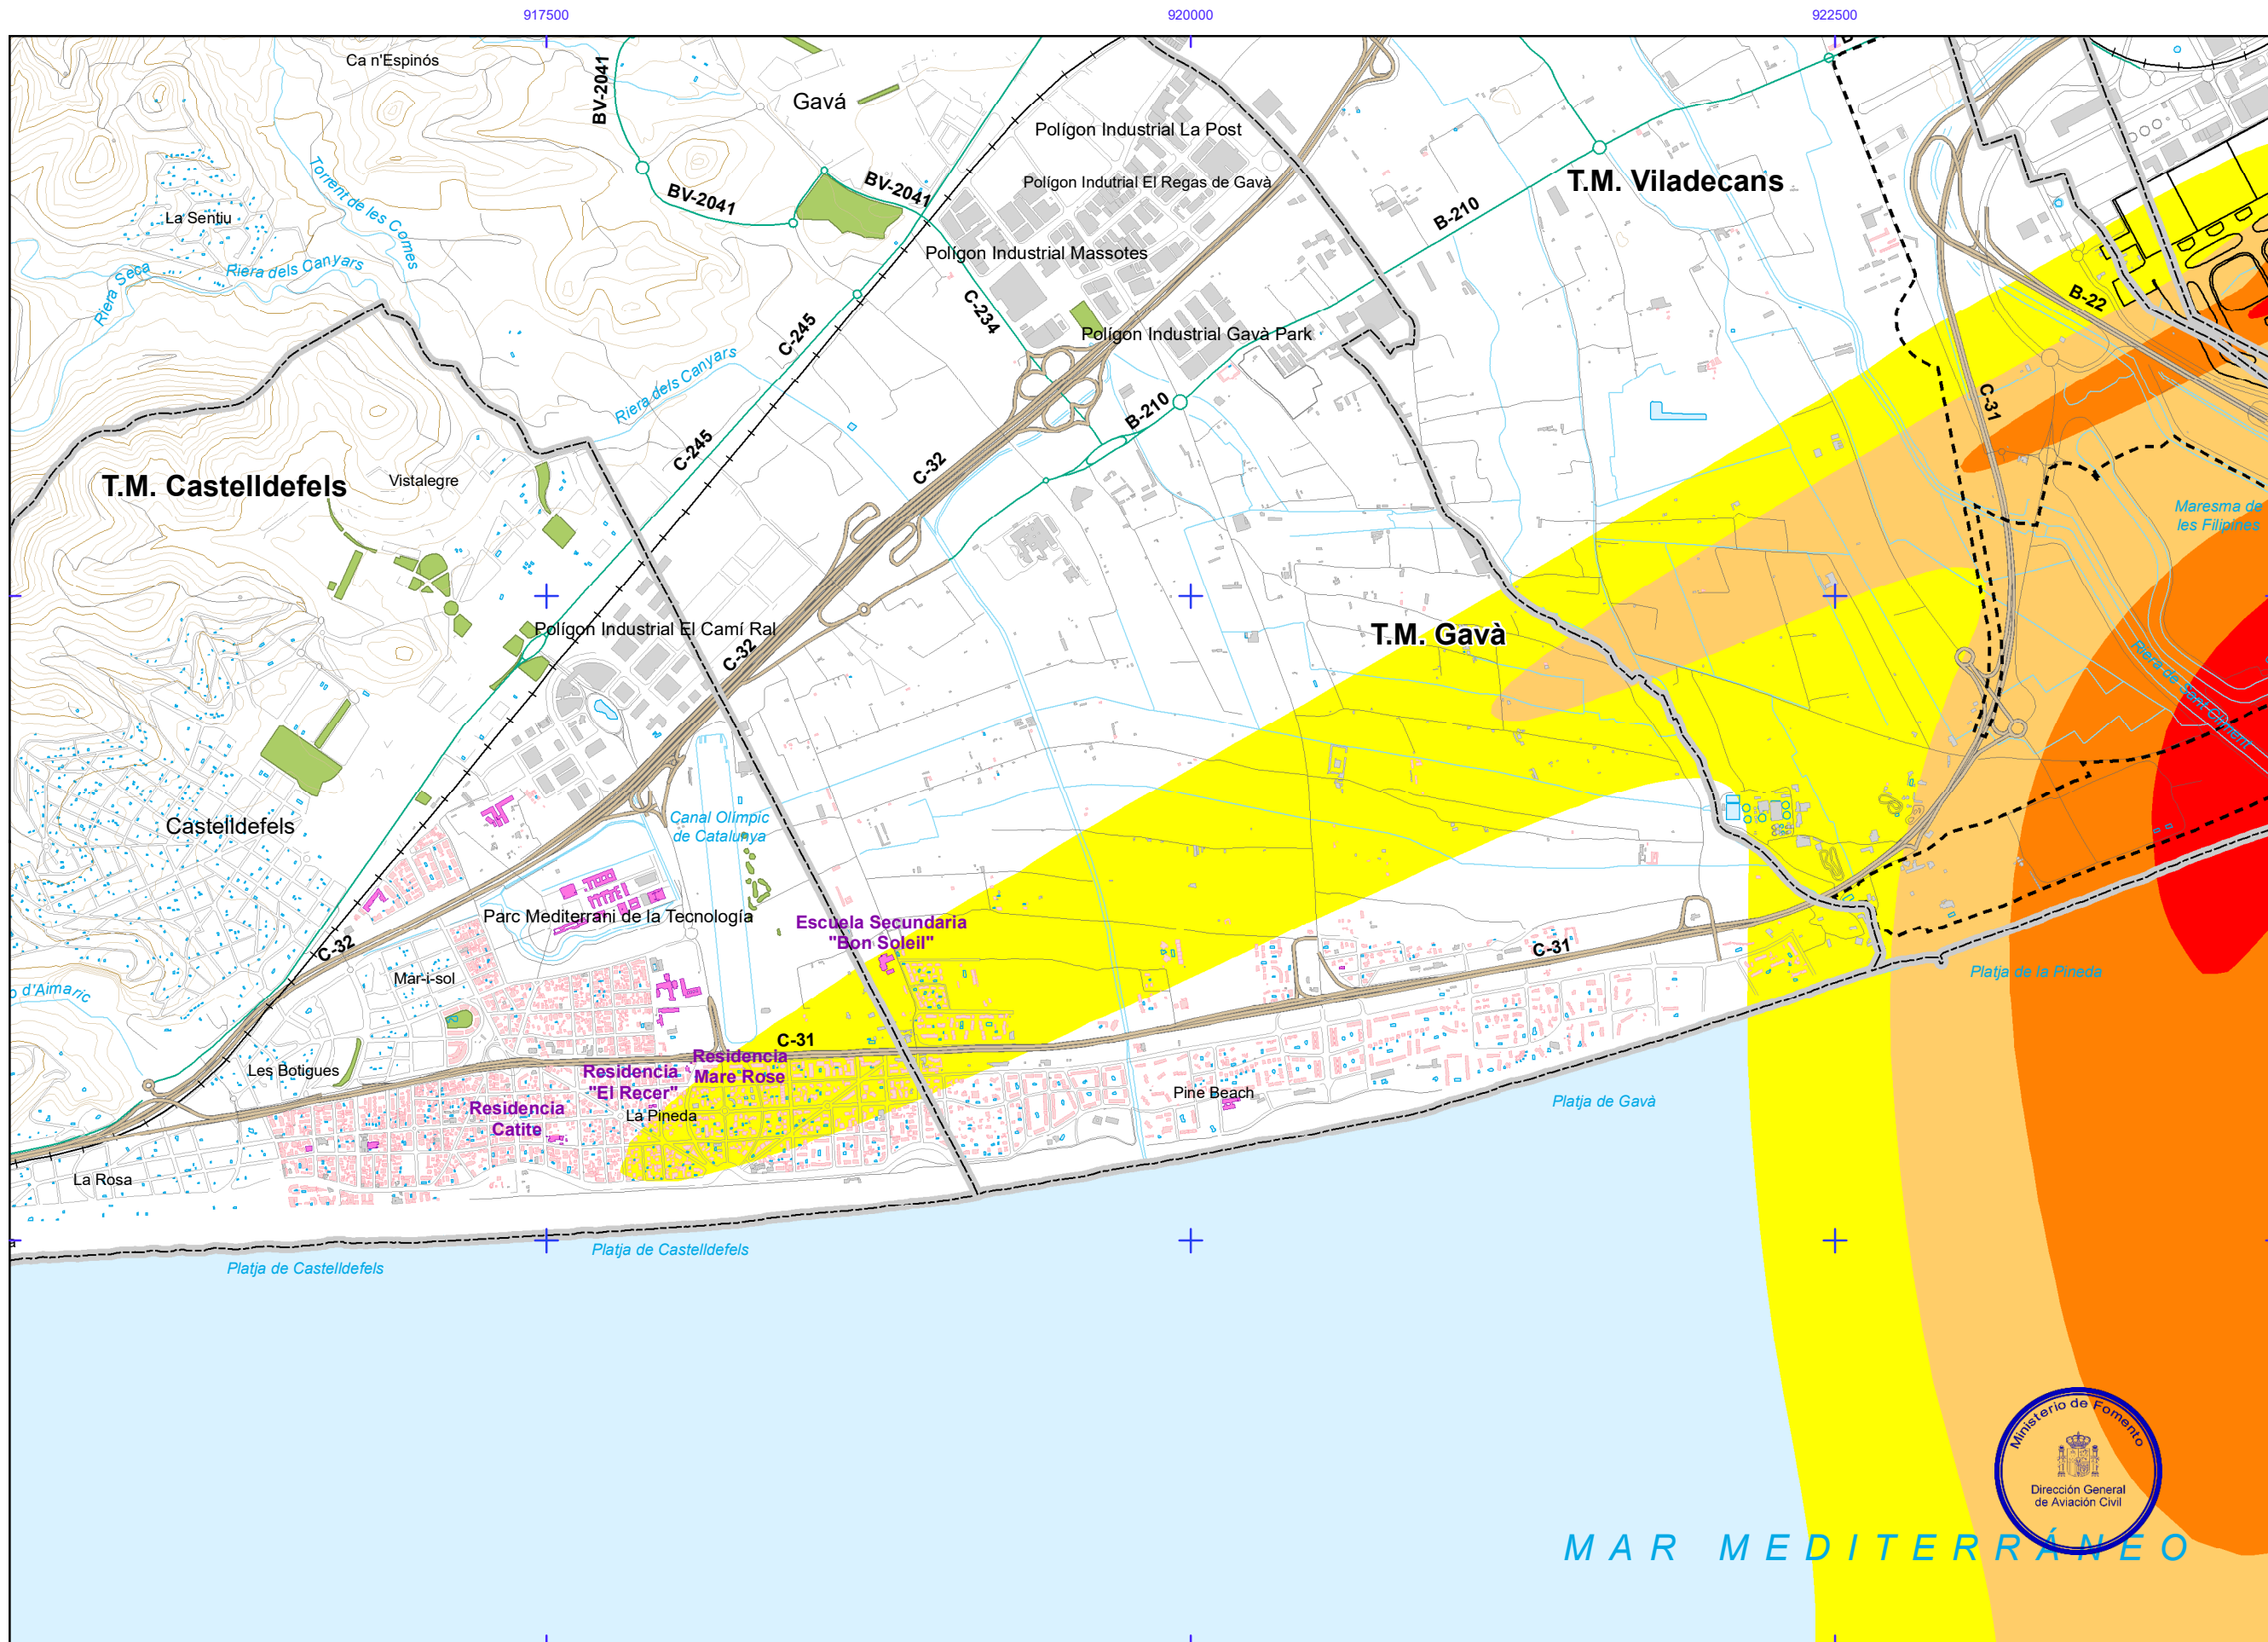 917500
920000
922500
Ca n'Espinós
BV-2041
Gavá
Polígon Industrial La Post
Polígon Indutrial El Regas de Gavà
T.M. Viladecans
BV-2041
BV-2041
B-210
La Sentiu
Torrent de les Comes
Riera Seca
Riera dels Canyars
Polígon Industrial Massotes
C-234
C-245
Polígon Industrial Gavà Park
B-22
C-31
Riera dels Canyars
B-210
C-245
C-32
T.M. Castelldefels
Vistalegre
Maresma de
les Filipines
Polígon Industrial El Camí Ral
C-32
T.M. Gavà
Riera de Sant Climent
Castelldefels
Canal Olímpic
de Catalunya
Parc Mediterrani de la Tecnología
Escuela Secundaria
"Bon Soleil"
C-32
C-31
Mar-i-sol
Platja de la Pineda
o d'Aimaric
C-31
Les Botigues
Residencia
Mare Rose
Residencia
"El Recer"
Residencia
Catite
La Pineda
Pine Beach
Platja de Gavà
La Rosa
a
Platja de Castelldefels
Platja de Castelldefels
Ministerio de Fomento
Dirección General
de Aviación Civil
MAR MEDITERRÁNEO